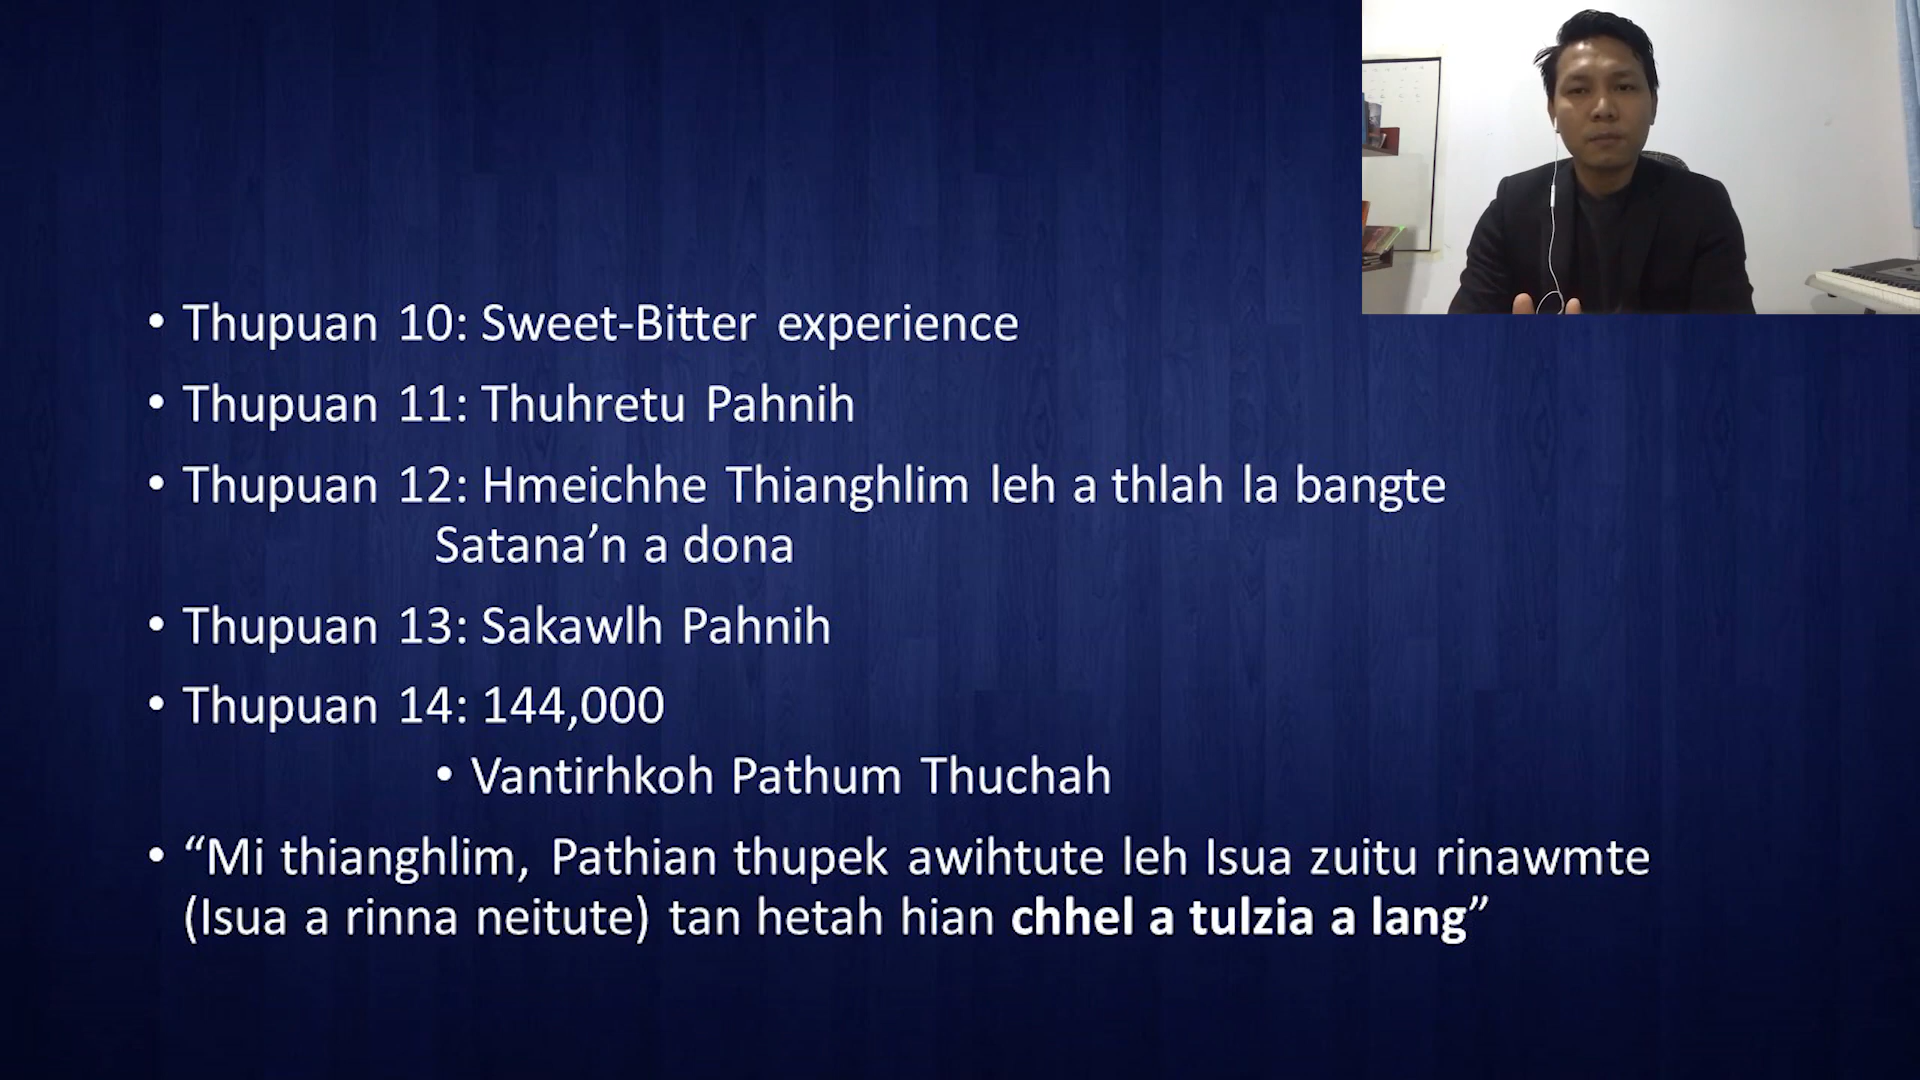 • Thupuan 10: Sweet-Bitter experience
• Thupuan 11: Thuhretu Pahnih
• Thupuan 12: Hmeichhe Thianghlim leh a thlah la bangte
Satana’n a dona
• Thupuan 13: Sakawlh Pahnih
• Thupuan 14: 144,000
• Vantirhkoh Pathum Thuchah
• “Mi thianghlim, Pathian thupek awihtute leh Isua zuitu rinawmte
(Isua a rinna neitute) tan hetah hian chhel a tulzia a lang”